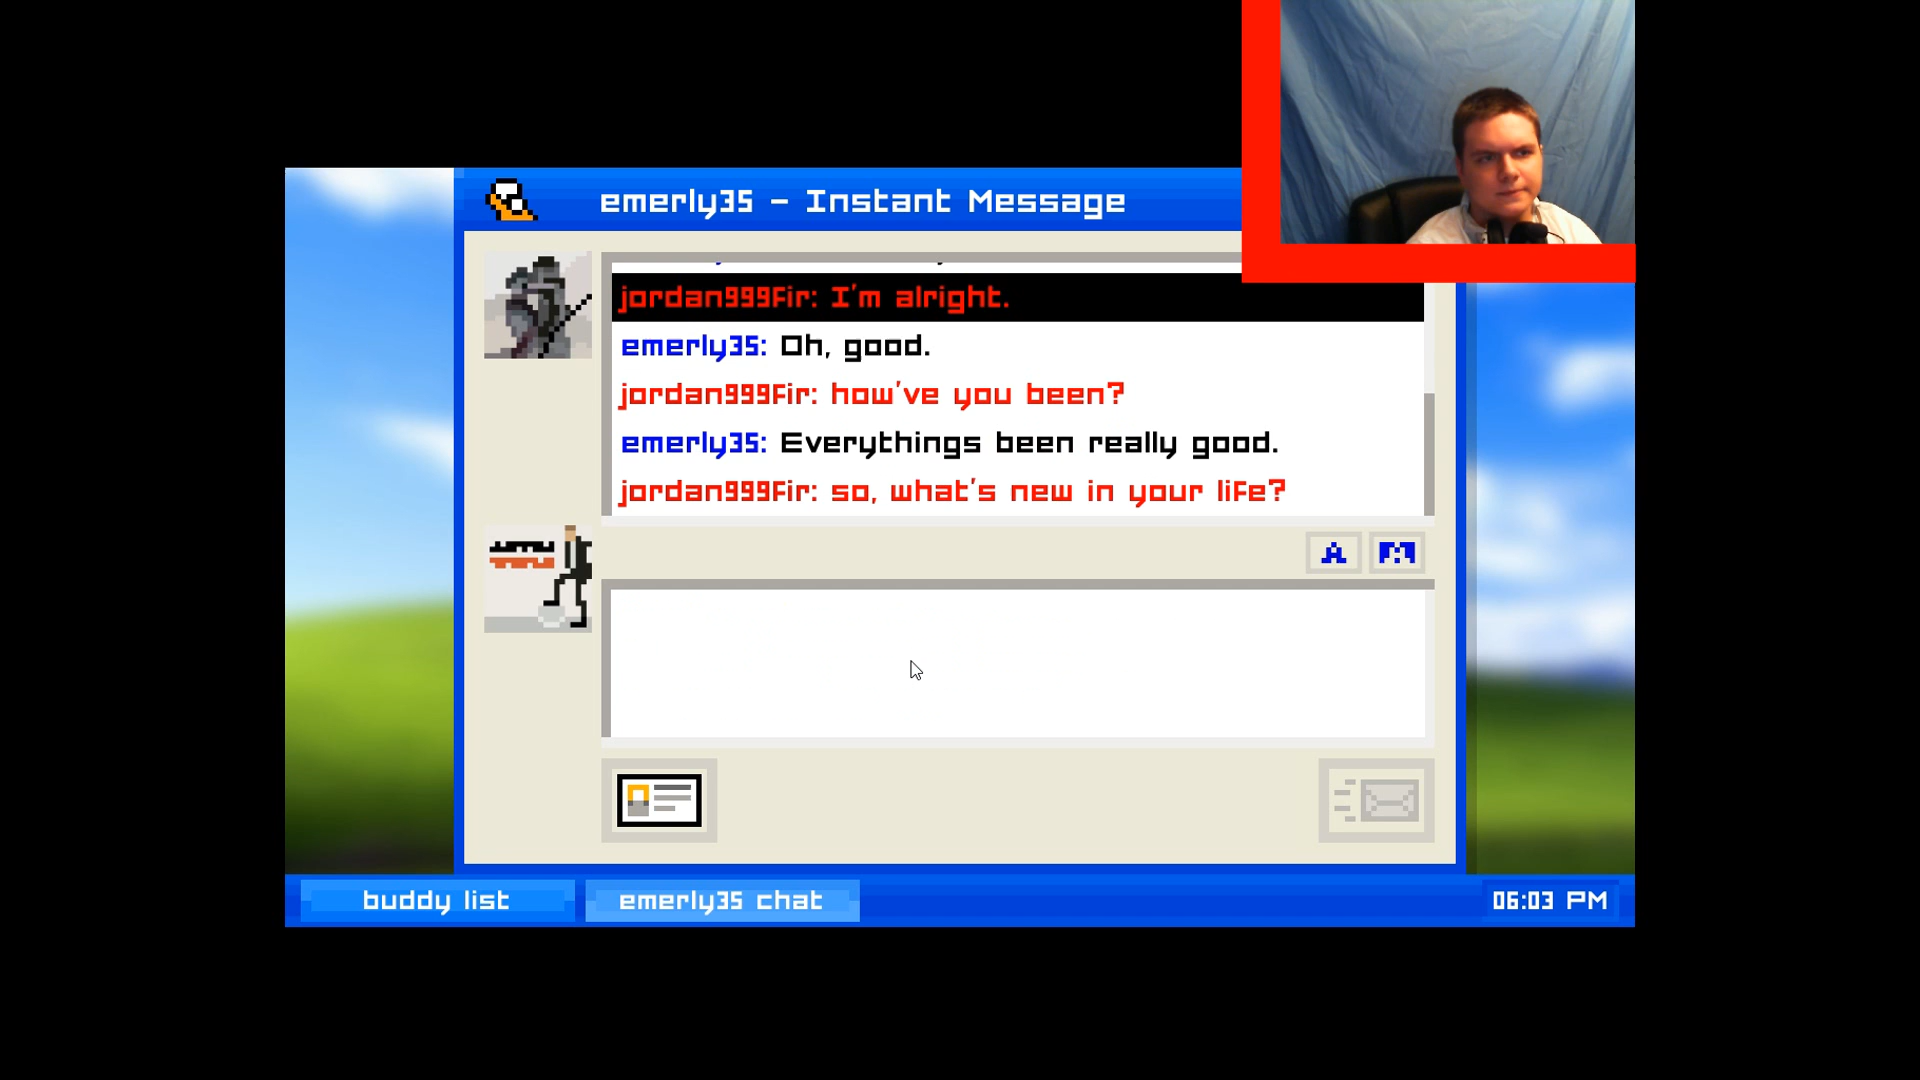 emerly35 - Instant Message
jordan999fir: I'm alright.
emerly35: Oh, good.
jordan999fir: how've you been?
emerly35: Everythings been really good.
jordan999fir: so, what's new in your life?
A
buddy list
emerly35 chat
06:03 PM